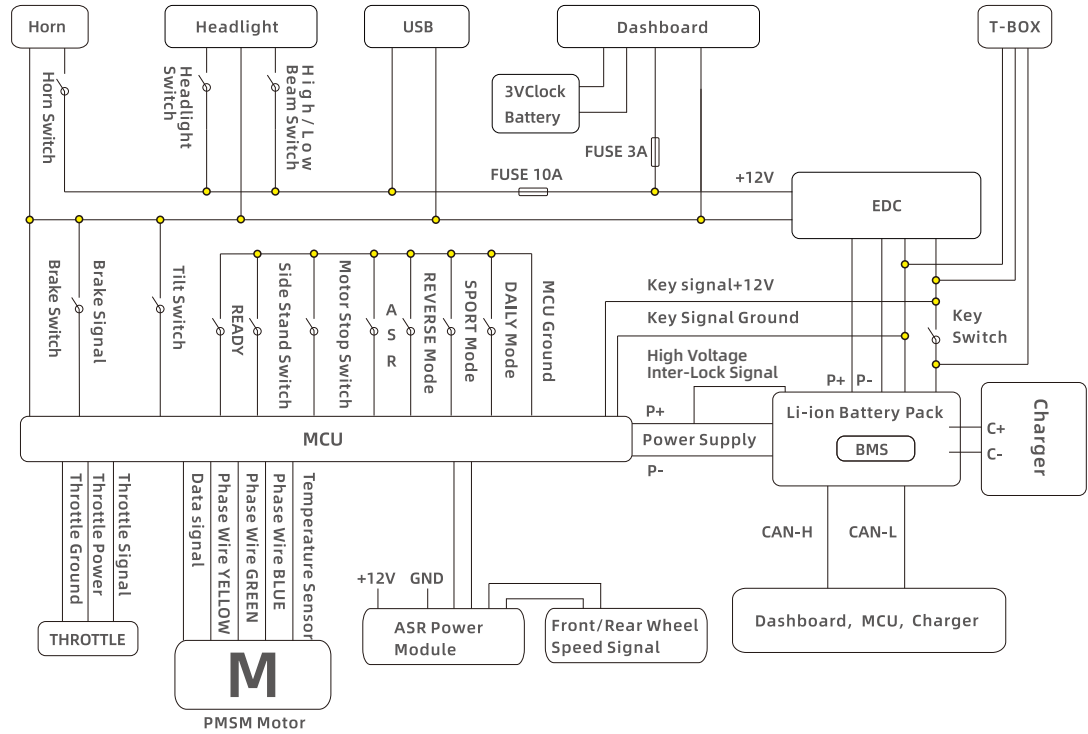 Horn
Headlight
USB
Dashboard
T-BOX
Horn Switch
Headlight
Switch
High/Low
Beam Switch
3VClock
Battery
FUSE 3A
FUSE 10A
+12V
EDC
Brake Switch
Brake Signal
Tilt Switch
READY
Side Stand Switch
Motor Stop Switch
A
S
R
REVERSE Mode
SPORT Mode
DAILY Mode
MCU Ground
Key signal+12V
Key Signal Ground
Key
Switch
High Voltage
Inter-Lock Signal
P+
P-
P+
Power Supply
P-
MCU
Li-ion Battery Pack
BMS
C+
C-
Charger
Throttle Ground
Throttle Power
Throttle Signal
Data signal
Phase Wire YELLOW
Phase Wire GREEN
Phase Wire BLUE
Temperature Sensor
CAN-H
CAN-L
+12V
GND
THROTTLE
M
PMSM Motor
ASR Power
Module
Front/Rear Wheel
Speed Signal
Dashboard, MCU, Charger